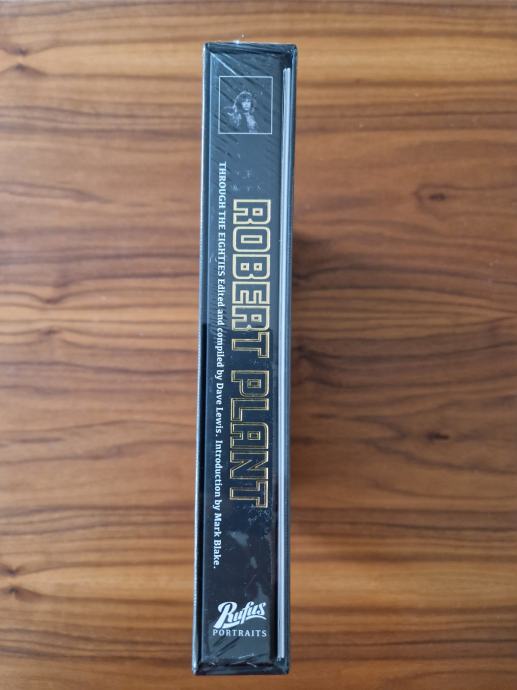 ROBERT PLANT
THROUGH THE EIGHTIES Edited and compiled by Dave Lewis. Introduction by Mark Blake.
Rufus
PORTRAITS